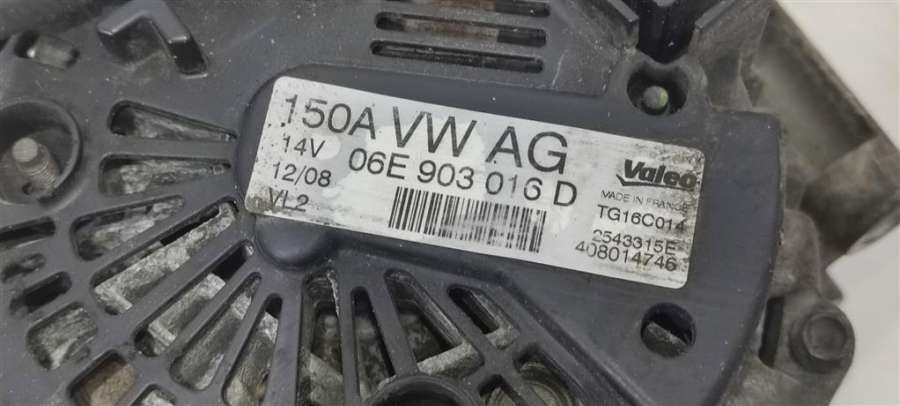 150A VW AG
14V 06E 903 016 D
12/08
VL2
Valeo
MADE IN FRANCE
TG16C014
2543315E
408014746